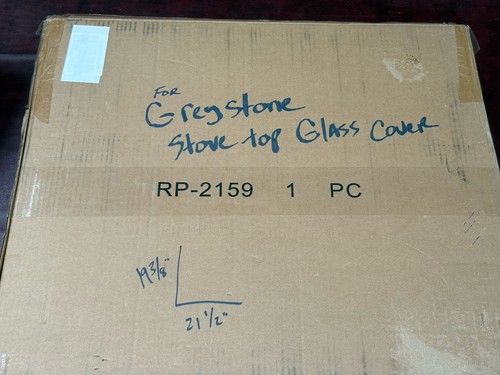 FOR
Greystone
Stove top Glass Cover
RP-2159 1 PC
19 3/8"
21 1/2"